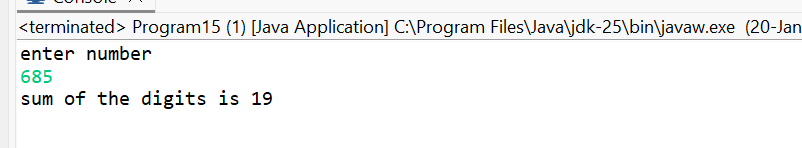 Console
<terminated> Program15 (1) [Java Application] C:\Program Files\Java\jdk-25\bin\javaw.exe (20-Jan
enter number
685
sum of the digits is 19